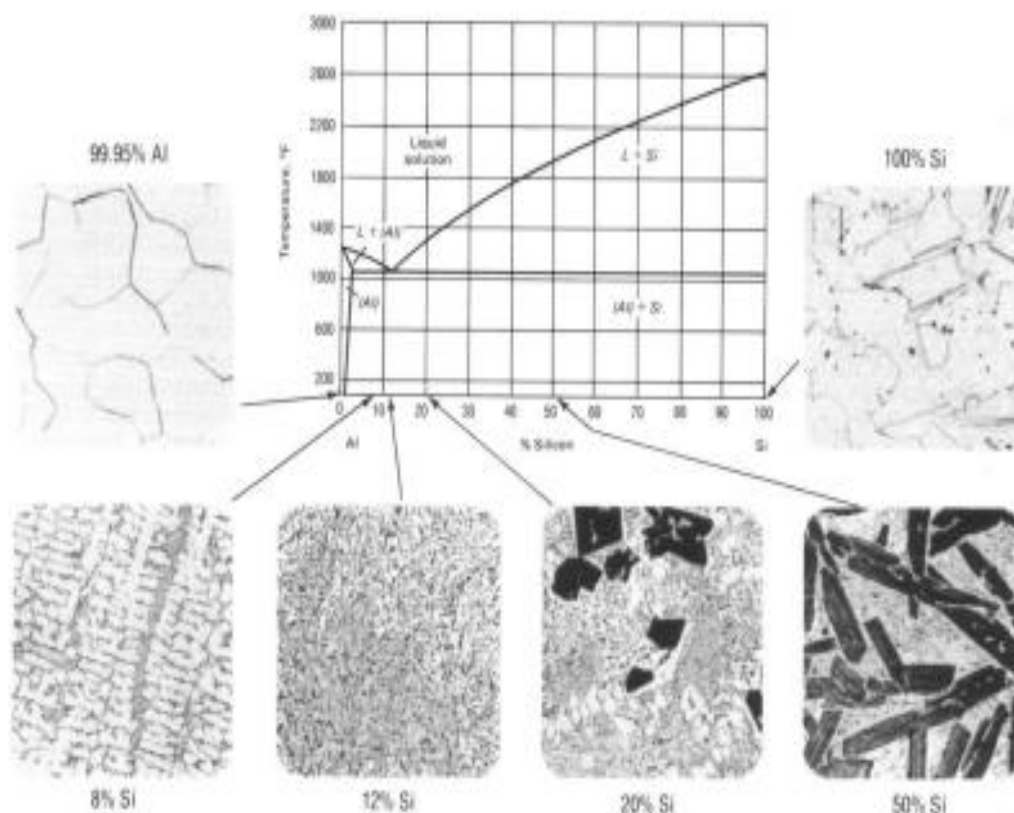 3000
2600
2200
1800
1400
1000
600
200
Temperature, °F
Liquid
solution
L + Si
L + (Al)
(Al)
(Al) + Si
0 10 20 30 40 50 60 70 80 90 100
Al % Silicon Si
99.95% Al
100% Si
8% Si
12% Si
20% Si
50% Si